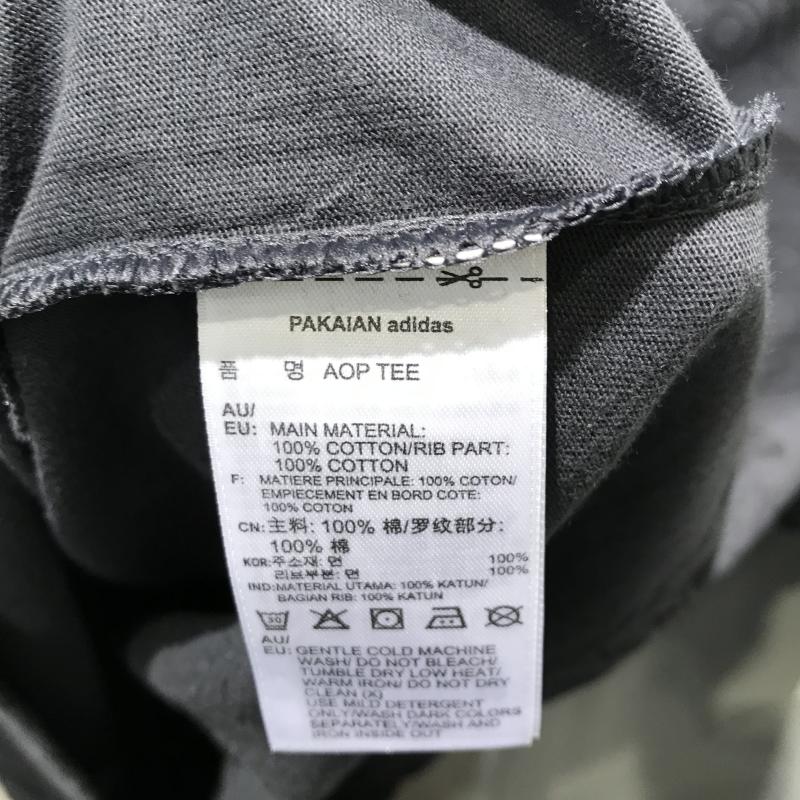 PAKAIAN adidas
품 명 AOP TEE
AU/
EU: MAIN MATERIAL:
100% COTTON/RIB PART:
100% COTTON
F: MATIERE PRINCIPALE: 100% COTON/
EMPIECEMENT EN BORD COTE:
100% COTON
CN: 主料: 100% 棉/罗纹部分:
100% 棉
KOR: 주소재: 면 100%
리브부분: 면 100%
IND: MATERIAL UTAMA: 100% KATUN/
BAGIAN RIB: 100% KATUN
30
AU/
EU: GENTLE COLD MACHINE
WASH/ DO NOT BLEACH/
TUMBLE DRY LOW HEAT/
WARM IRON/ DO NOT DRY
CLEAN (X)
USE MILD DETERGENT
ONLY/WASH DARK COLORS
SEPARATELY/WASH AND
IRON INSIDE OUT